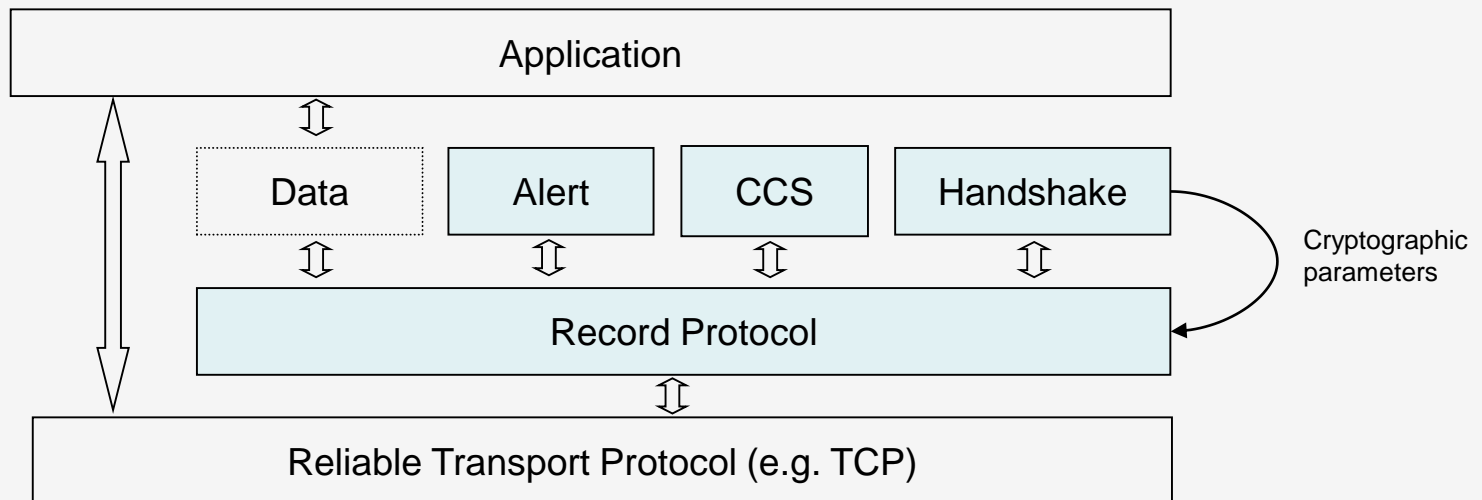 Application
Data
Alert
CCS
Handshake
Cryptographic
parameters
Record Protocol
Reliable Transport Protocol (e.g. TCP)